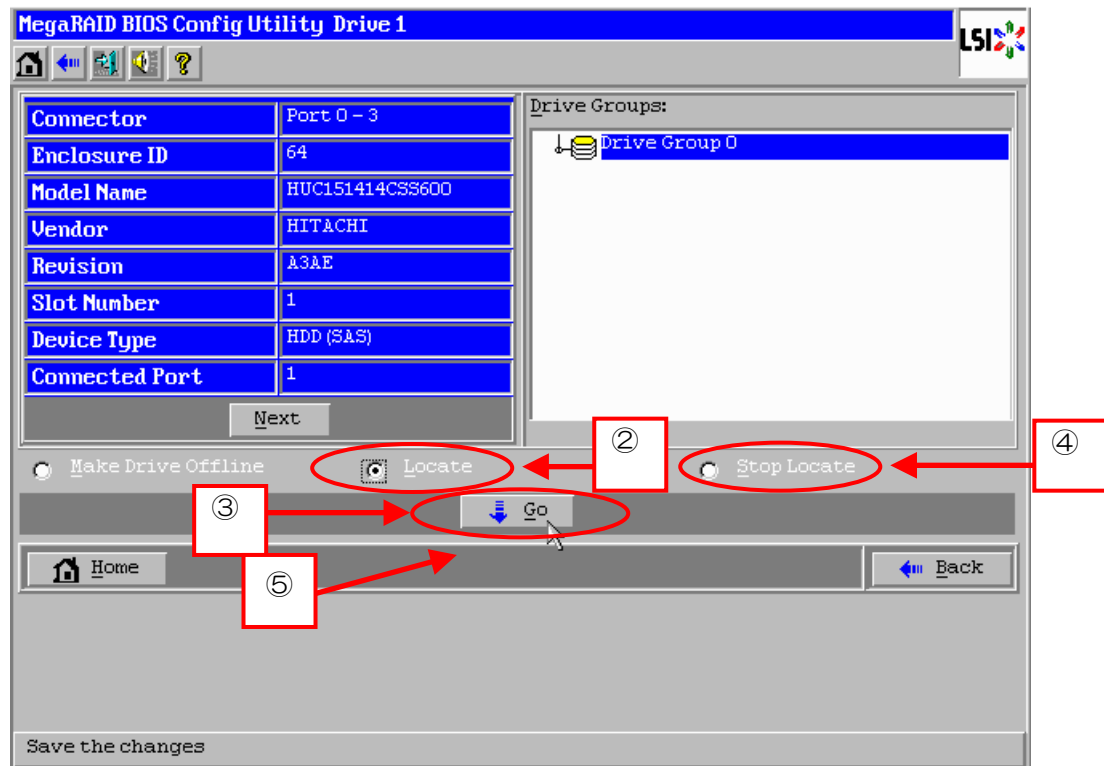 MegaRAID BIOS Config Utility Drive 1
LSI
?
Connector Port 0 – 3
Enclosure ID 64
Model Name HUC151414CSS600
Vendor HITACHI
Revision A3AE
Slot Number 1
Device Type HDD (SAS)
Connected Port 1
Next
Drive Groups:
Drive Group 0
②
④
Make Drive Offline Locate Stop Locate
③
Go
⑤
Home Back
Save the changes